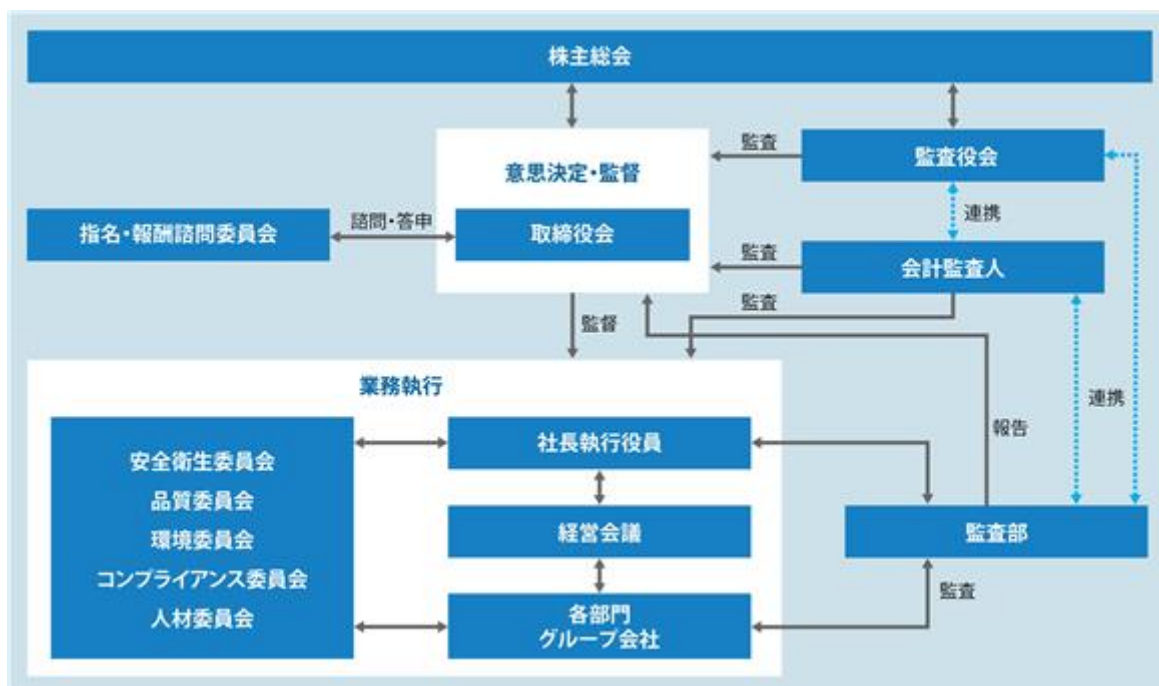 株主総会
監査
監査役会
意思決定・監督
連携
指名・報酬諮問委員会
諮問・答申
取締役会
監査
会計監査人
監査
監督
業務執行
連携
報告
安全衛生委員会
品質委員会
環境委員会
コンプライアンス委員会
人材委員会
社長執行役員
経営会議
各部門
グループ会社
監査部
監査